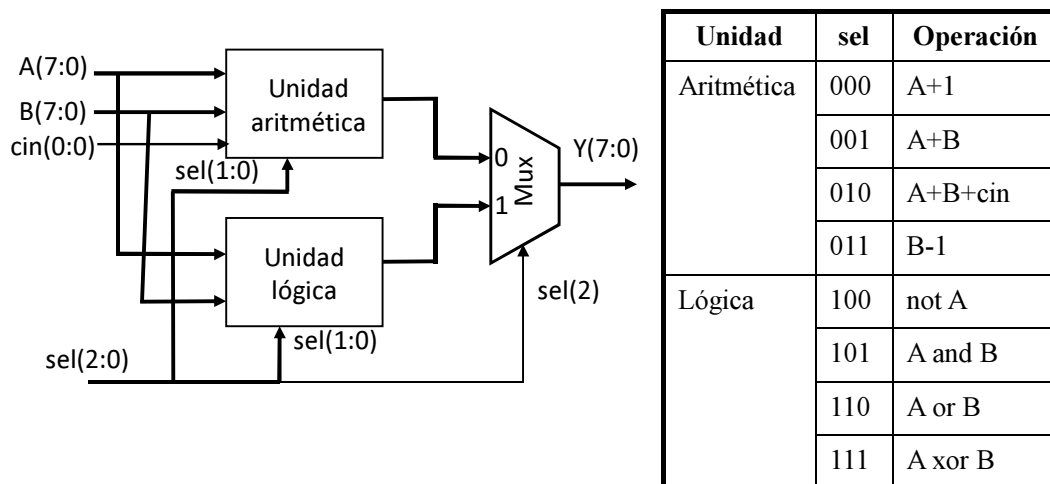 A(7:0)
B(7:0)
cin(0:0)
Unidad
aritmética
sel(1:0)
Unidad
lógica
sel(1:0)
sel(2:0)
0
1
Mux
Y(7:0)
sel(2)
Unidad sel Operación
Aritmética 000 A+1
001 A+B
010 A+B+cin
011 B-1
Lógica 100 not A
101 A and B
110 A or B
111 A xor B